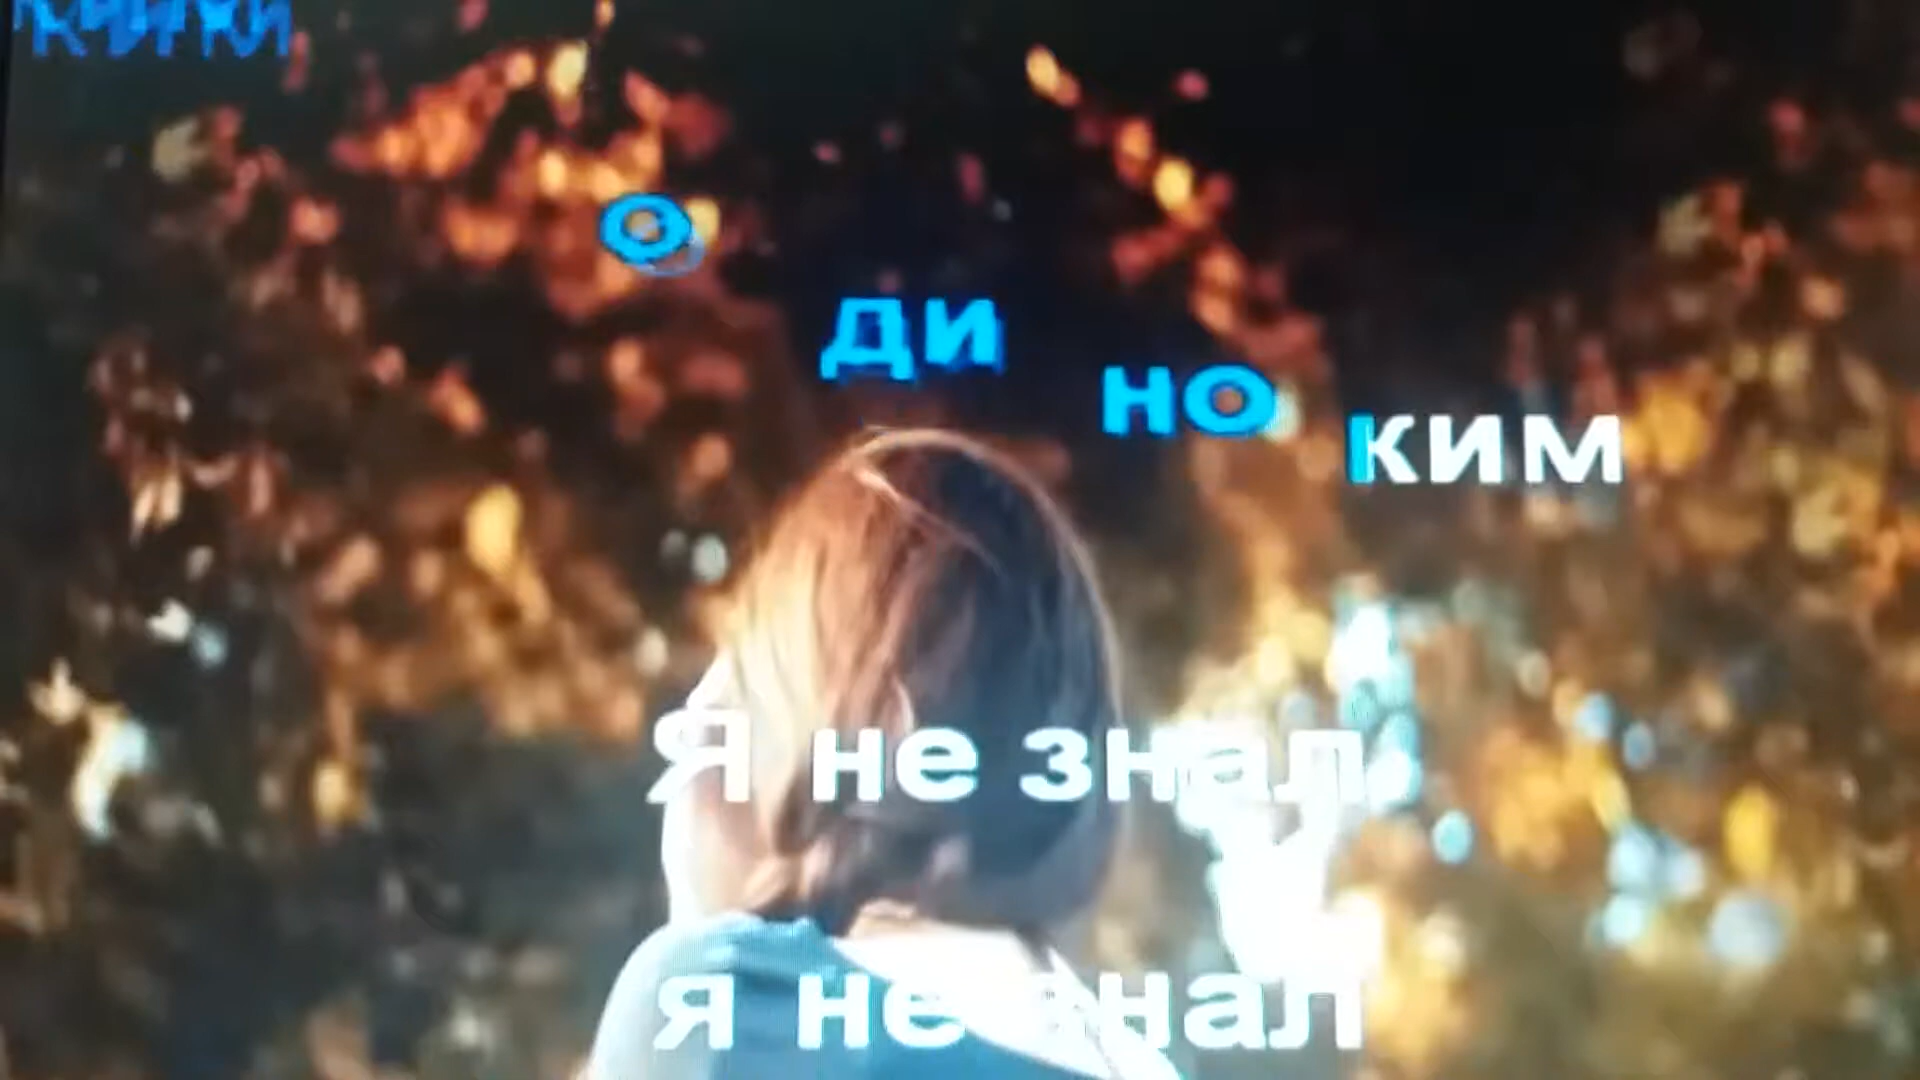 о ди но ким
Я не знал
я не знал